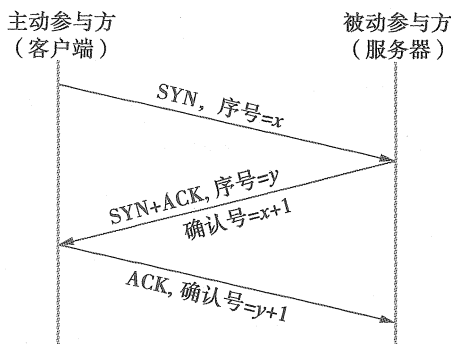 主动参与方
（客户端）
被动参与方
（服务器）
SYN，序号=x
SYN+ACK,序号=y
确认号=x+1
ACK,确认号=y+1